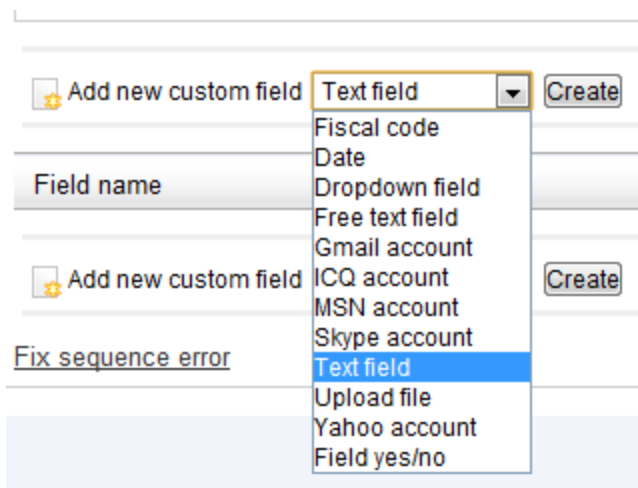 Add new custom field Text field Create
Fiscal code
Date
Field name Dropdown field
Free text field
Gmail account
Add new custom field ICQ account Create
MSN account
Skype account
Fix sequence error Text field
Upload file
Yahoo account
Field yes/no